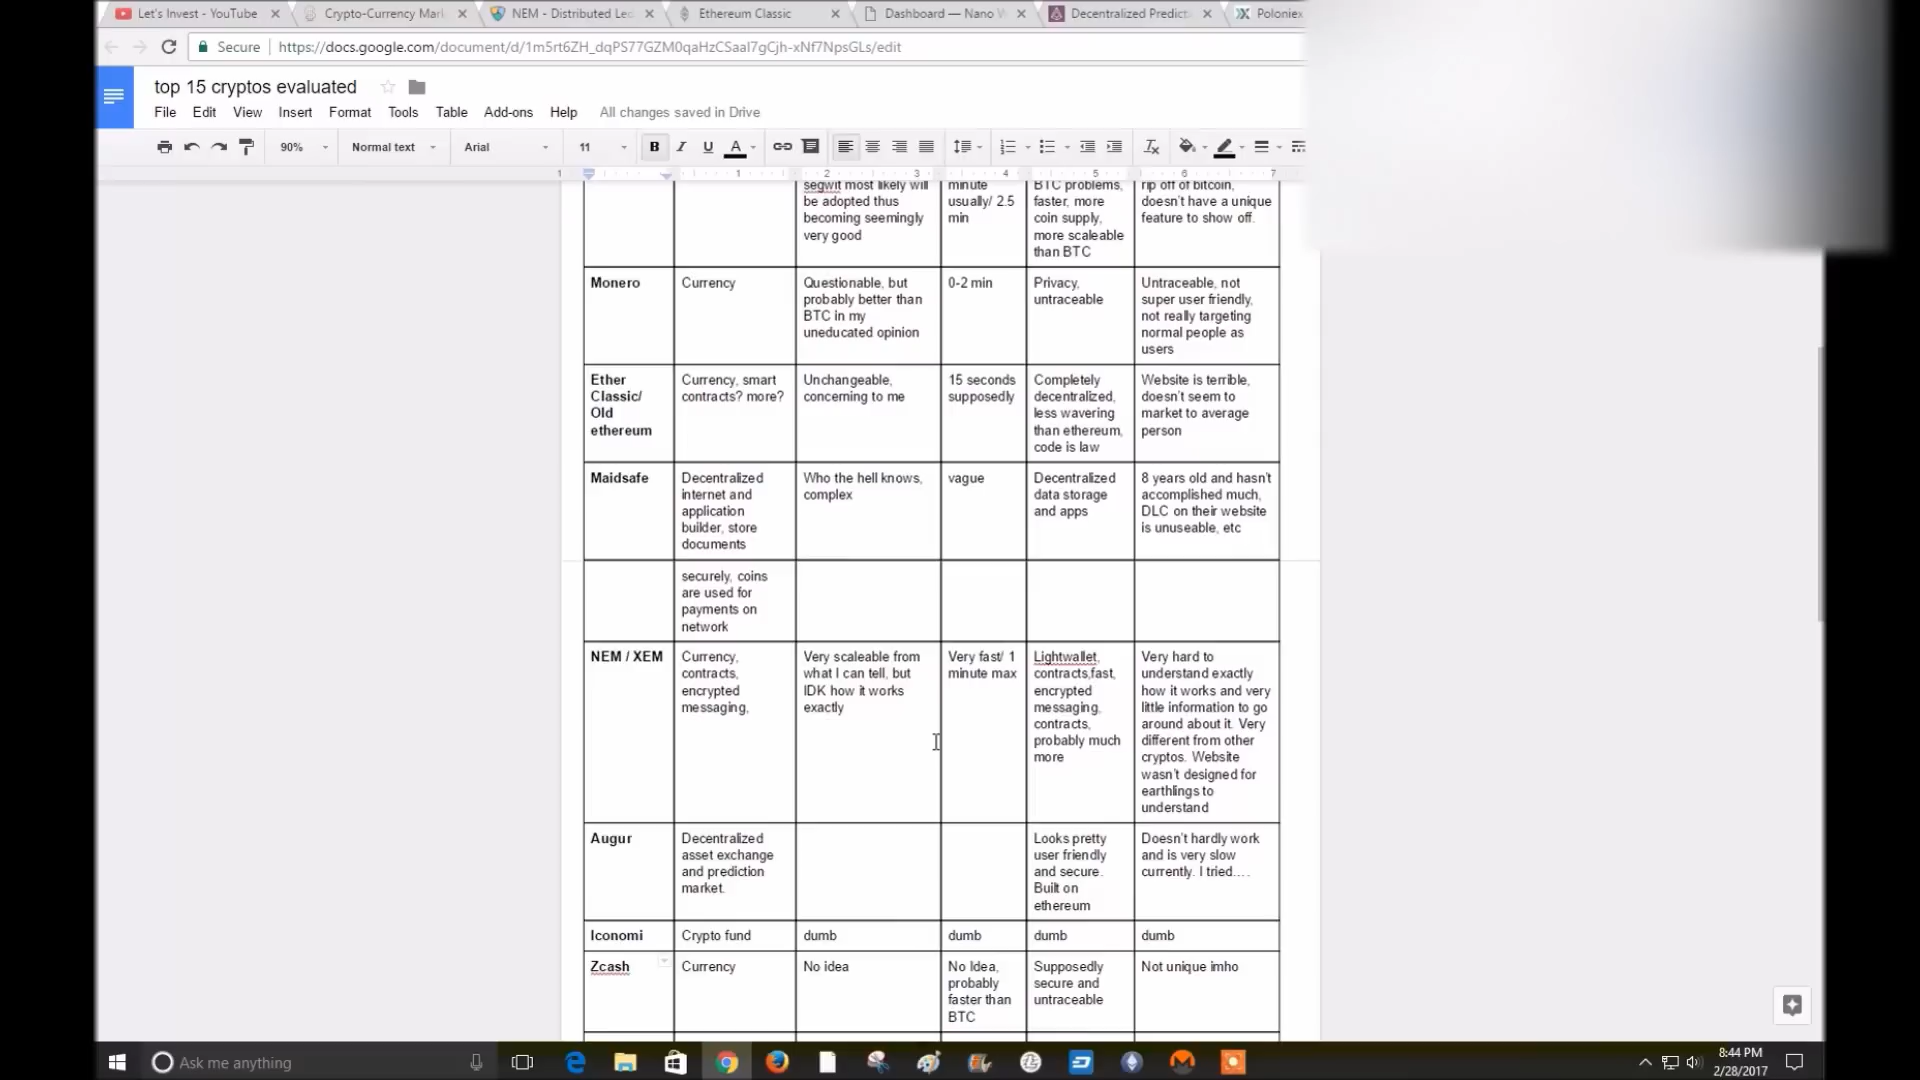 Let's Invest - YouTube
Crypto-Currency Mar
NEM - Distributed Le
Ethereum Classic
Dashboard — Nano W
Decentralized Predict
Poloniex
Secure
https://docs.google.com/document/d/1m5rt6ZH_dqPS77GZM0qaHzCSaal7gCjh-xNf7NpsGLs/edit
top 15 cryptos evaluated
File Edit View Insert Format Tools Table Add-ons Help All changes saved in Drive
90% Normal text Arial 11 B I U A
1 1 2 3 4 5 6 7
segwit most likely will
be adopted thus
becoming seemingly
very good
minute
usually/ 2.5
min
BTC problems,
faster, more
coin supply,
more scaleable
than BTC
rip off of bitcoin,
doesn't have a unique
feature to show off.
Monero
Currency
Questionable, but
probably better than
BTC in my
uneducated opinion
0-2 min
Privacy,
untraceable
Untraceable, not
super user friendly,
not really targeting
normal people as
users
Ether
Classic/
Old
ethereum
Currency, smart
contracts? more?
Unchangeable,
concerning to me
15 seconds
supposedly
Completely
decentralized,
less wavering
than ethereum,
code is law
Website is terrible,
doesn't seem to
market to average
person
Maidsafe
Decentralized
internet and
application
builder, store
documents
Who the hell knows,
complex
vague
Decentralized
data storage
and apps
8 years old and hasn't
accomplished much,
DLC on their website
is unuseable, etc
securely, coins
are used for
payments on
network
NEM / XEM
Currency,
contracts,
encrypted
messaging,
Very scaleable from
what I can tell, but
IDK how it works
exactly
Very fast/ 1
minute max
Lightwallet,
contracts,fast,
encrypted
messaging,
contracts,
probably much
more
Very hard to
understand exactly
how it works and very
little information to go
around about it. Very
different from other
cryptos. Website
wasn't designed for
earthlings to
understand
Augur
Decentralized
asset exchange
and prediction
market.
Looks pretty
user friendly
and secure.
Built on
ethereum
Doesn't hardly work
and is very slow
currently. I tried....
Iconomi
Crypto fund
dumb
dumb
dumb
dumb
Zcash
Currency
No idea
No Idea,
probably
faster than
BTC
Supposedly
secure and
untraceable
Not unique imho
Ask me anything
8:44 PM
2/28/2017